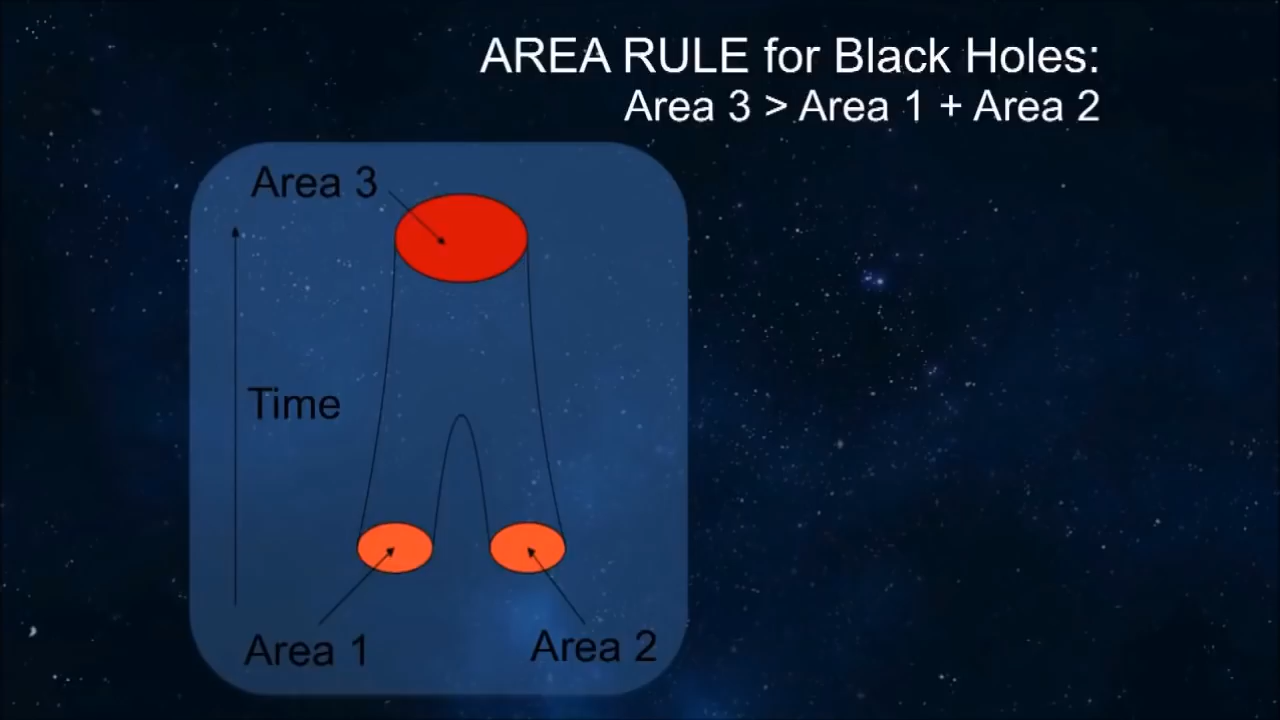 AREA RULE for Black Holes:
Area 3 > Area 1 + Area 2
Area 3
Time
Area 1
Area 2